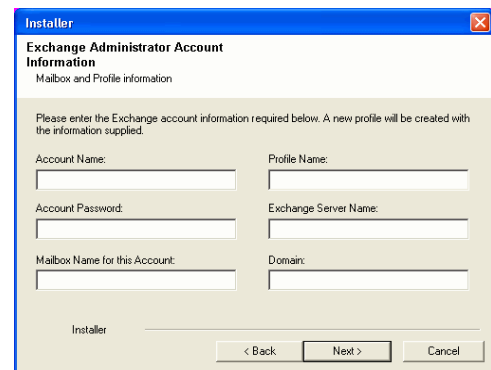 Installer
Exchange Administrator Account
Information
Mailbox and Profile information
Please enter the Exchange account information required below. A new profile will be created with
the information supplied.
Account Name:
Profile Name:
Account Password:
Exchange Server Name:
Mailbox Name for this Account:
Domain:
Installer
< Back
Next >
Cancel